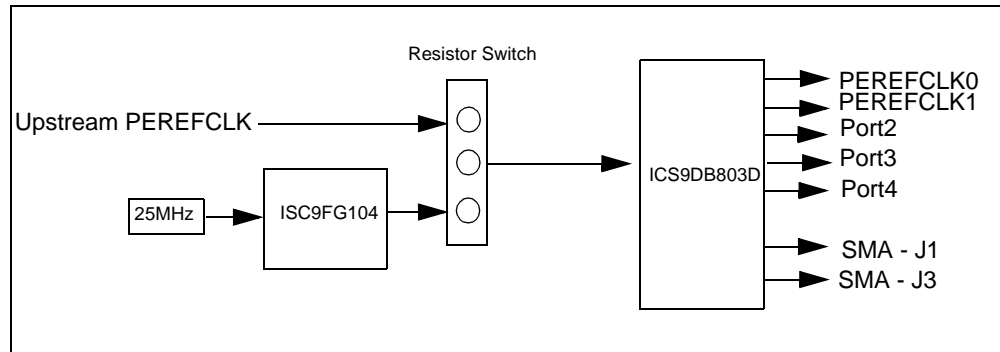 Resistor Switch
Upstream PEREFCLK
25MHz
ISC9FG104
ICS9DB803D
PEREFCLK0
PEREFCLK1
Port2
Port3
Port4
SMA - J1
SMA - J3